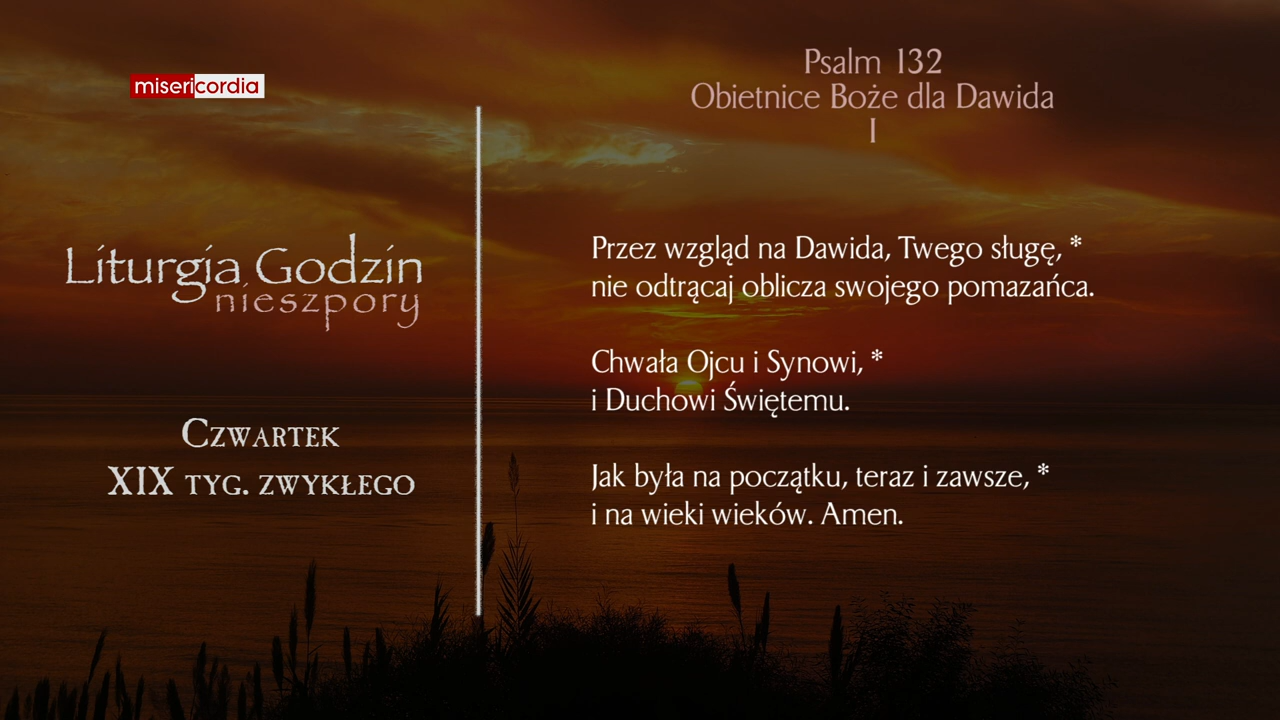 misericordia
Liturgia Godzin
nieszpory
Czwartek
XIX tyg. zwykłego
Psalm 132
Obietnice Boże dla Dawida
I
Przez wzgląd na Dawida, Twego sługę, *
nie odtrącaj oblicza swojego pomazańca.
Chwała Ojcu i Synowi, *
i Duchowi Świętemu.
Jak była na początku, teraz i zawsze, *
i na wieki wieków. Amen.